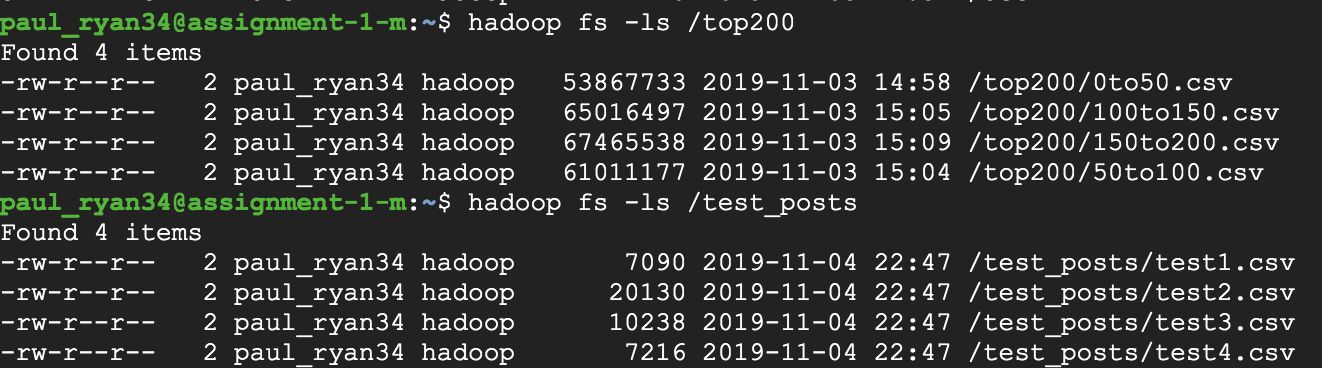 paul_ryan34@assignment-1-m:~$ hadoop fs -ls /top200
Found 4 items
-rw-r--r--   2 paul_ryan34 hadoop   53867733 2019-11-03 14:58 /top200/0to50.csv
-rw-r--r--   2 paul_ryan34 hadoop   65016497 2019-11-03 15:05 /top200/100to150.csv
-rw-r--r--   2 paul_ryan34 hadoop   67465538 2019-11-03 15:09 /top200/150to200.csv
-rw-r--r--   2 paul_ryan34 hadoop   61011177 2019-11-03 15:04 /top200/50to100.csv
paul_ryan34@assignment-1-m:~$ hadoop fs -ls /test_posts
Found 4 items
-rw-r--r--   2 paul_ryan34 hadoop       7090 2019-11-04 22:47 /test_posts/test1.csv
-rw-r--r--   2 paul_ryan34 hadoop      20130 2019-11-04 22:47 /test_posts/test2.csv
-rw-r--r--   2 paul_ryan34 hadoop      10238 2019-11-04 22:47 /test_posts/test3.csv
-rw-r--r--   2 paul_ryan34 hadoop       7216 2019-11-04 22:47 /test_posts/test4.csv